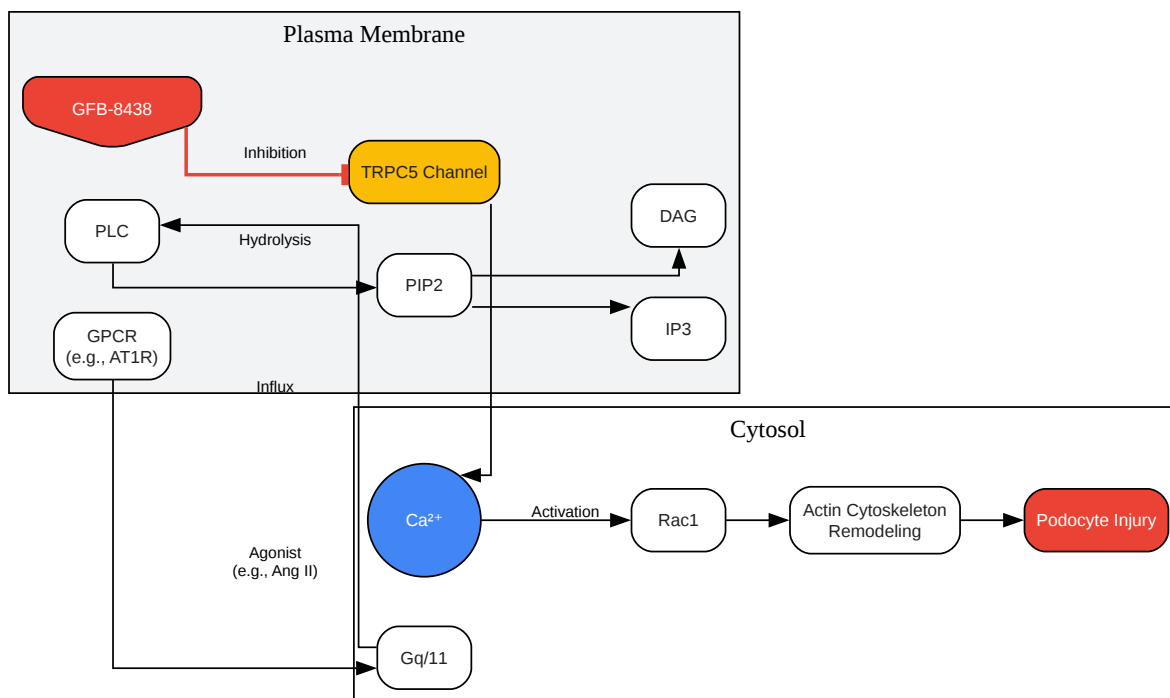 Plasma Membrane
GFB-8438
Inhibition
TRPC5 Channel
PLC
Hydrolysis
DAG
PIP2
GPCR
(e.g., AT1R)
IP3
Influx
Cytosol
Ca²⁺
Activation
Rac1
Actin Cytoskeleton
Remodeling
Podocyte Injury
Agonist
(e.g., Ang II)
Gq/11